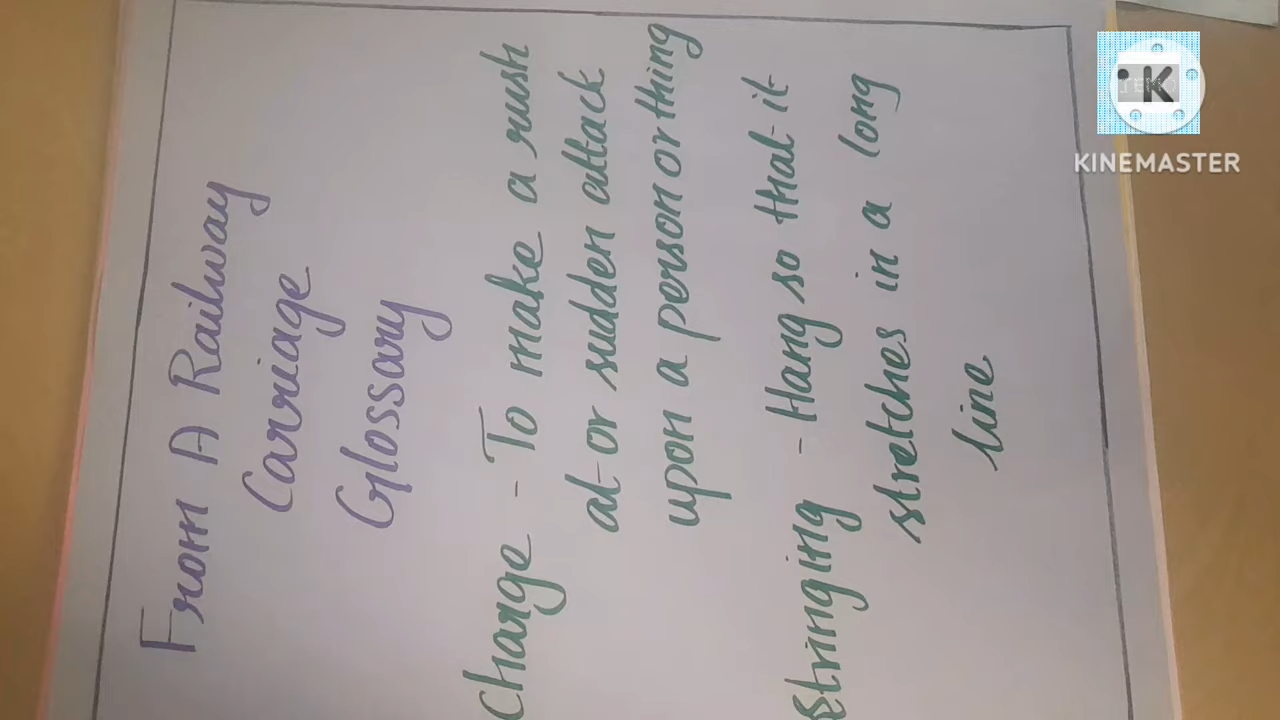 From A Railway
Carriage
Glossary
Charge - To make a rush
at or sudden attack
upon a person or thing
Stringing - Hang so that it
stretches in a long
line
KINEMASTER